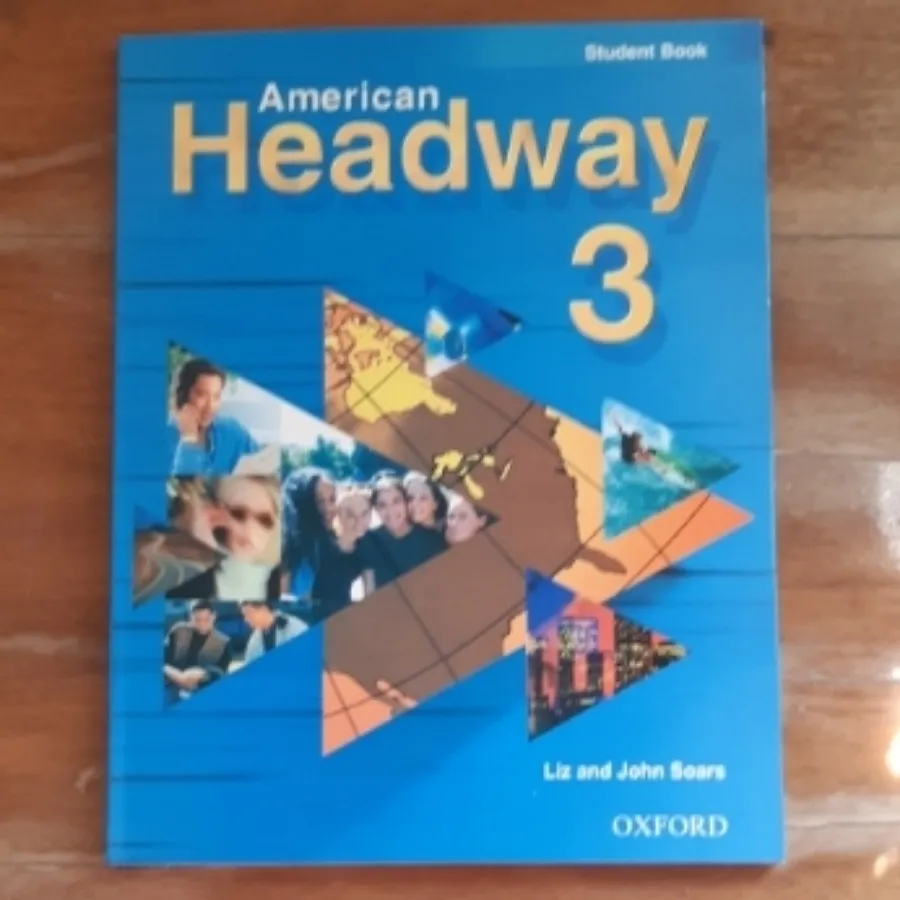 Student Book
American
Headway
3
Liz and John Soars
OXFORD